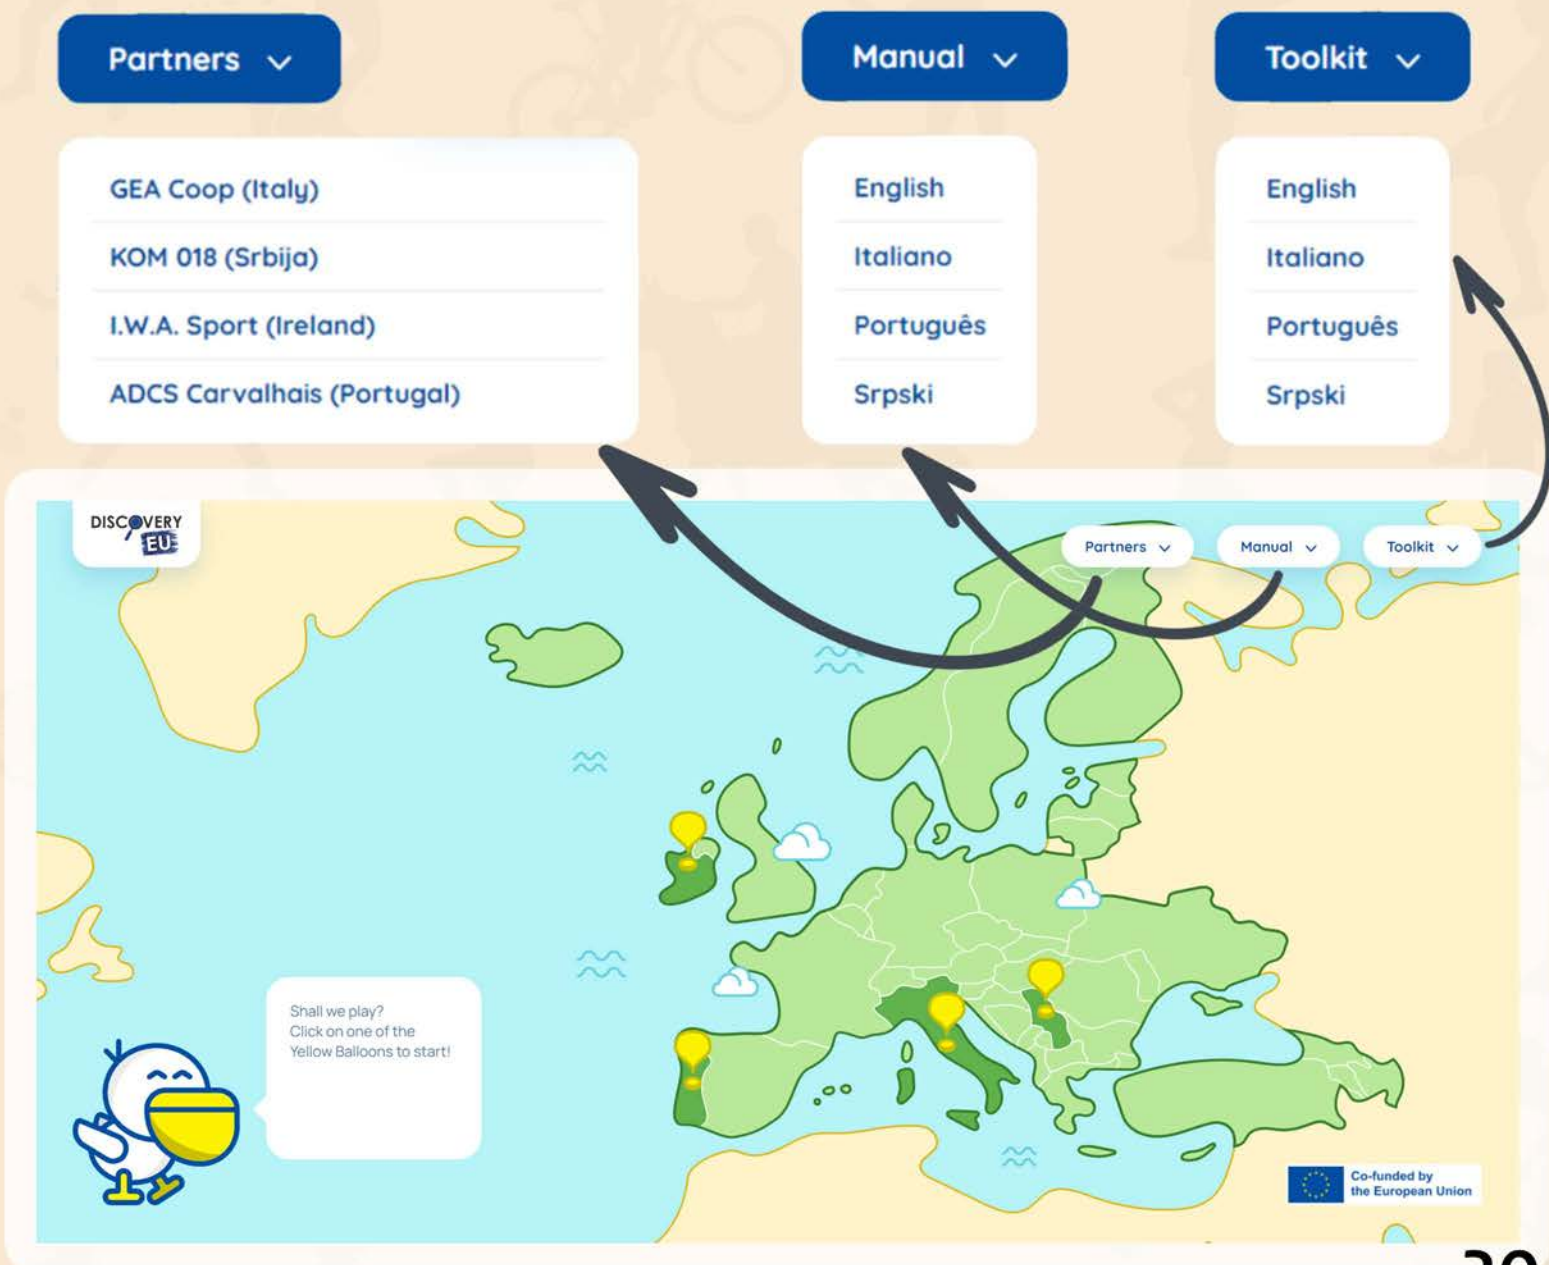 Partners
Manual
Toolkit
GEA Coop (Italy)
KOM 018 (Srbija)
I.W.A. Sport (Ireland)
ADCS Carvalhais (Portugal)
English
Italiano
Português
Srpski
English
Italiano
Português
Srpski
DISCOVERY
EU
Partners
Manual
Toolkit
Shall we play?
Click on one of the
Yellow Balloons to start!
Co-funded by
the European Union